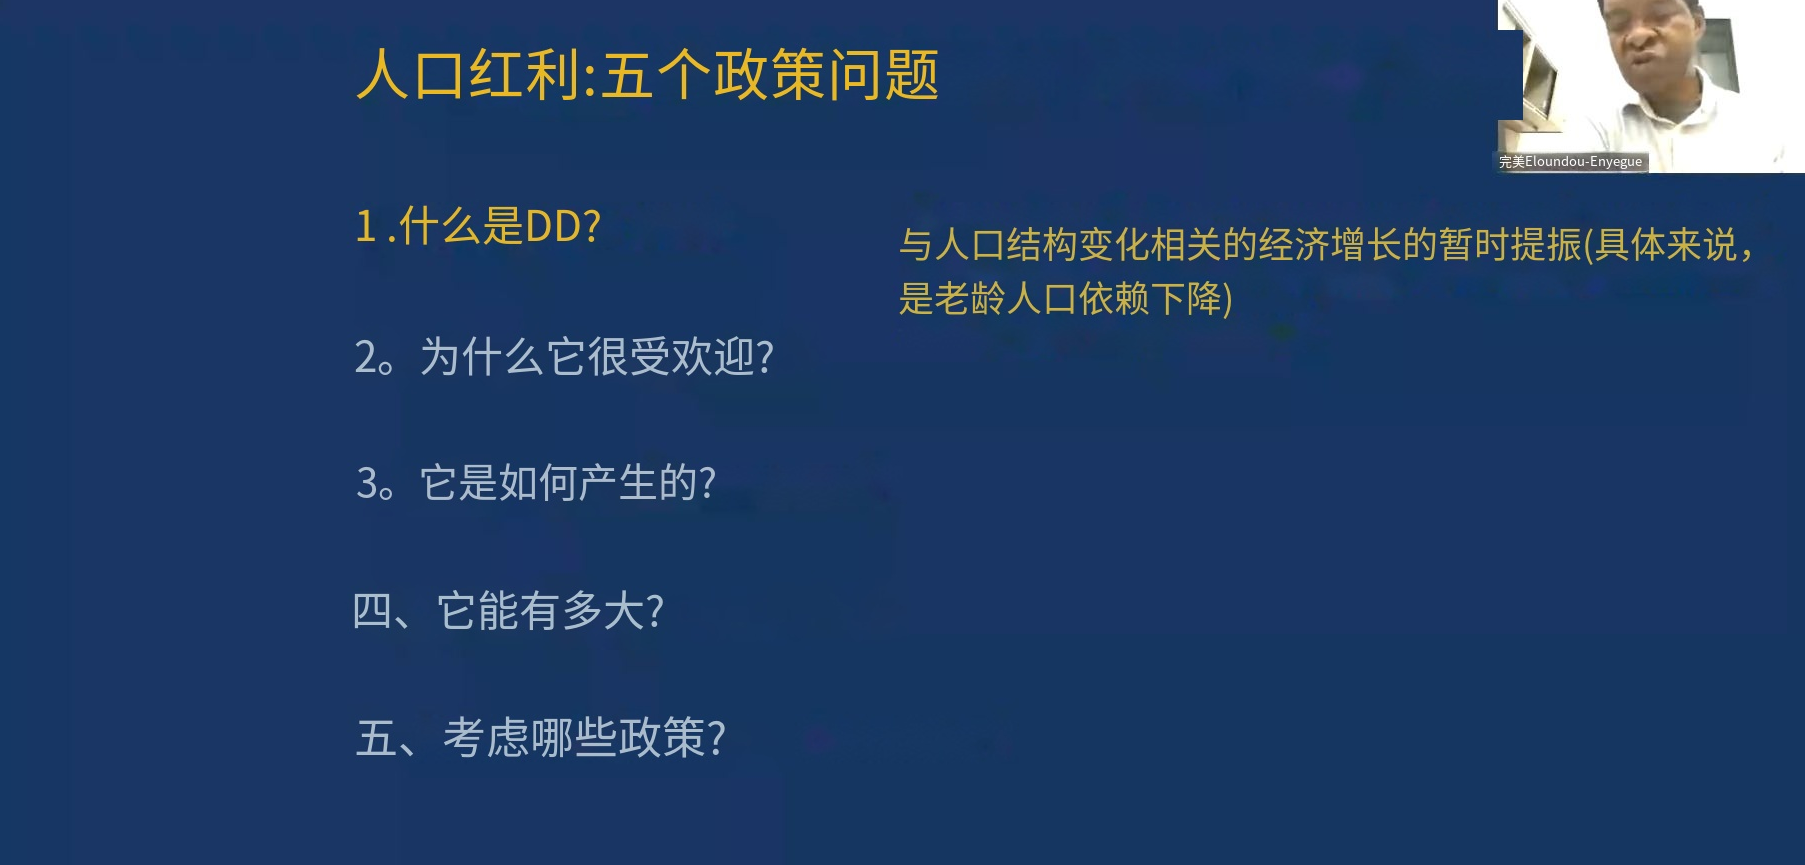 人口红利:五个政策问题
完美Eloundou-Enyegue
1 .什么是DD?
与人口结构变化相关的经济增长的暂时提振(具体来说,
是老龄人口依赖下降)
2。为什么它很受欢迎?
3。它是如何产生的?
四、它能有多大?
五、考虑哪些政策?